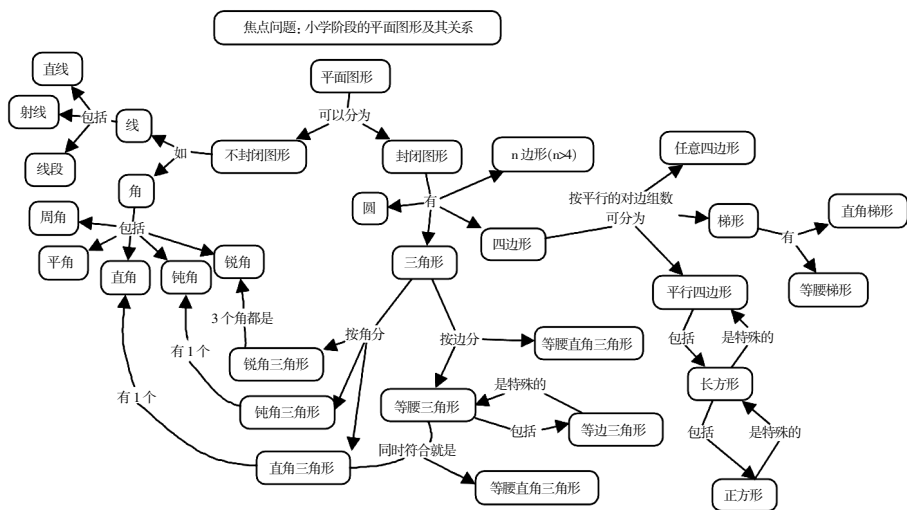 焦点问题：小学阶段的平面图形及其关系
平面图形
可以分为
不封闭图形
封闭图形
如
线
包括
直线
射线
线段
角
包括
周角
平角
直角
钝角
锐角
有
圆
n 边形(n>4)
四边形
三角形
按平行的对边组数
可分为
任意四边形
梯形
有
直角梯形
等腰梯形
平行四边形
包括
是特殊的
长方形
包括
是特殊的
正方形
按角分
3 个角都是
锐角三角形
有 1 个
钝角三角形
有 1 个
直角三角形
按边分
等腰直角三角形
等腰三角形
是特殊的
包括
等边三角形
同时符合就是
等腰直角三角形